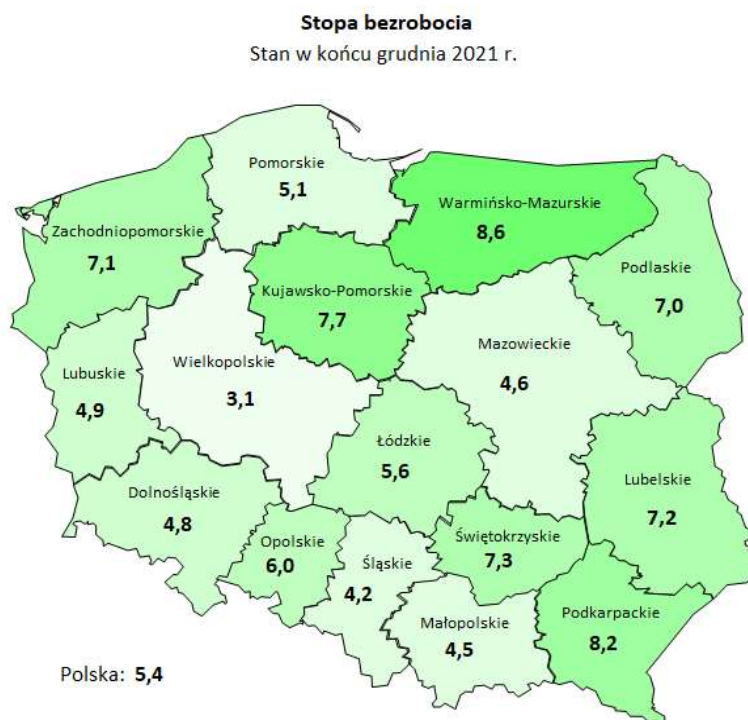 Stopa bezrobocia
Stan w końcu grudnia 2021 r.
Pomorskie
5,1
Warmińsko-Mazurskie
8,6
Zachodniopomorskie
7,1
Podlaskie
7,0
Kujawsko-Pomorskie
7,7
Mazowieckie
4,6
Wielkopolskie
3,1
Lubuskie
4,9
Łódzkie
5,6
Lubelskie
7,2
Dolnośląskie
4,8
Opolskie
6,0
Śląskie
4,2
Świętokrzyskie
7,3
Małopolskie
4,5
Podkarpackie
8,2
Polska: 5,4